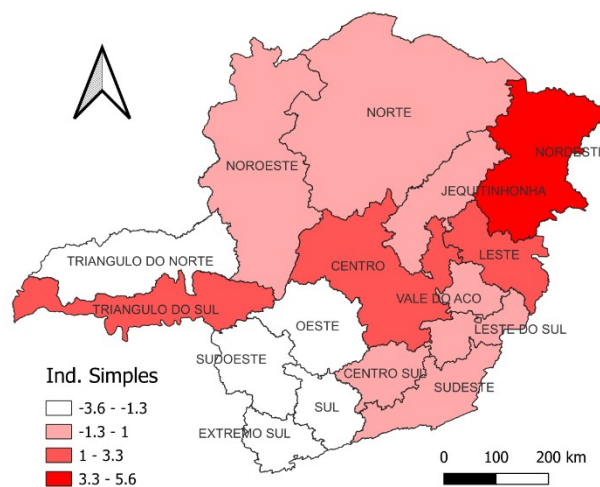 NORTE
NOROESTE
NORDESTE
JEQUITINHONHA
TRIANGULO DO NORTE
CENTRO
LESTE
TRIANGULO DO SUL
VALE DO ACO
OESTE
LESTE DO SUL
SUDOESTE
CENTRO SUL
SUDESTE
SUL
EXTREMO SUL
Ind. Simples
-3.6 - -1.3
-1.3 - 1
1 - 3.3
3.3 - 5.6
0 100 200 km